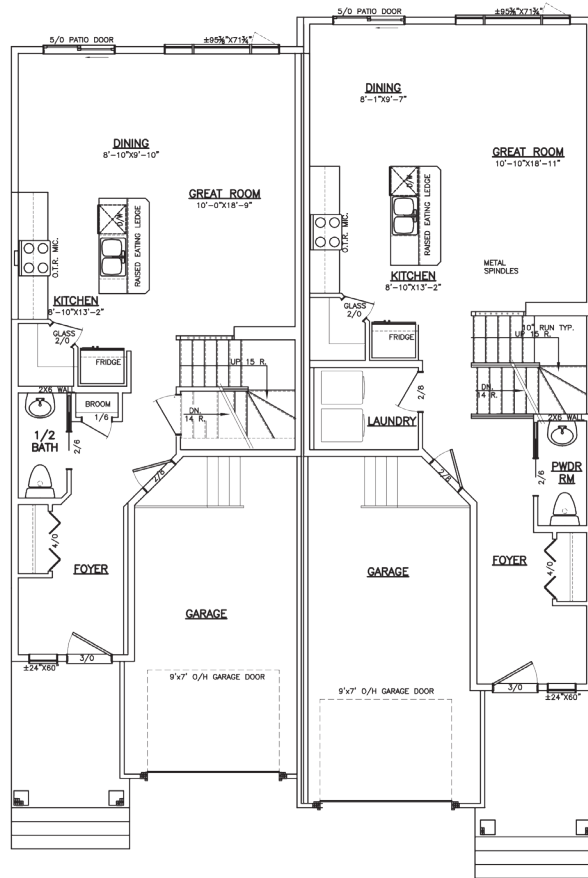 5/0 PATIO DOOR
±95¾"X71¾"
DINING
8'-10"X9'-10"
GREAT ROOM
10'-0"X18'-9"
D/W
RAISED EATING LEDGE
O.T.R. MIC.
KITCHEN
8'-10"X13'-2"
GLASS
2/0
FRIDGE
UP 15 R.
2X6 WALL
BROOM
1/6
DN.
14 R.
1/2
BATH
2/6
2/8
4/0
FOYER
GARAGE
3/0
±24"X60"
9'x7' O/H GARAGE DOOR
5/0 PATIO DOOR
±95¾"X71¾"
DINING
8'-1"X9'-7"
GREAT ROOM
10'-10"X18'-11"
D/W
RAISED EATING LEDGE
O.T.R. MIC.
METAL
SPINDLES
KITCHEN
8'-10"X13'-2"
GLASS
2/0
FRIDGE
10" RUN TYP.
UP 15 R.
2/8
DN.
14 R.
LAUNDRY
2X6 WALL
2/6
PWDR
RM
2/8
FOYER
4/0
GARAGE
3/0
±24"X60"
9'x7' O/H GARAGE DOOR